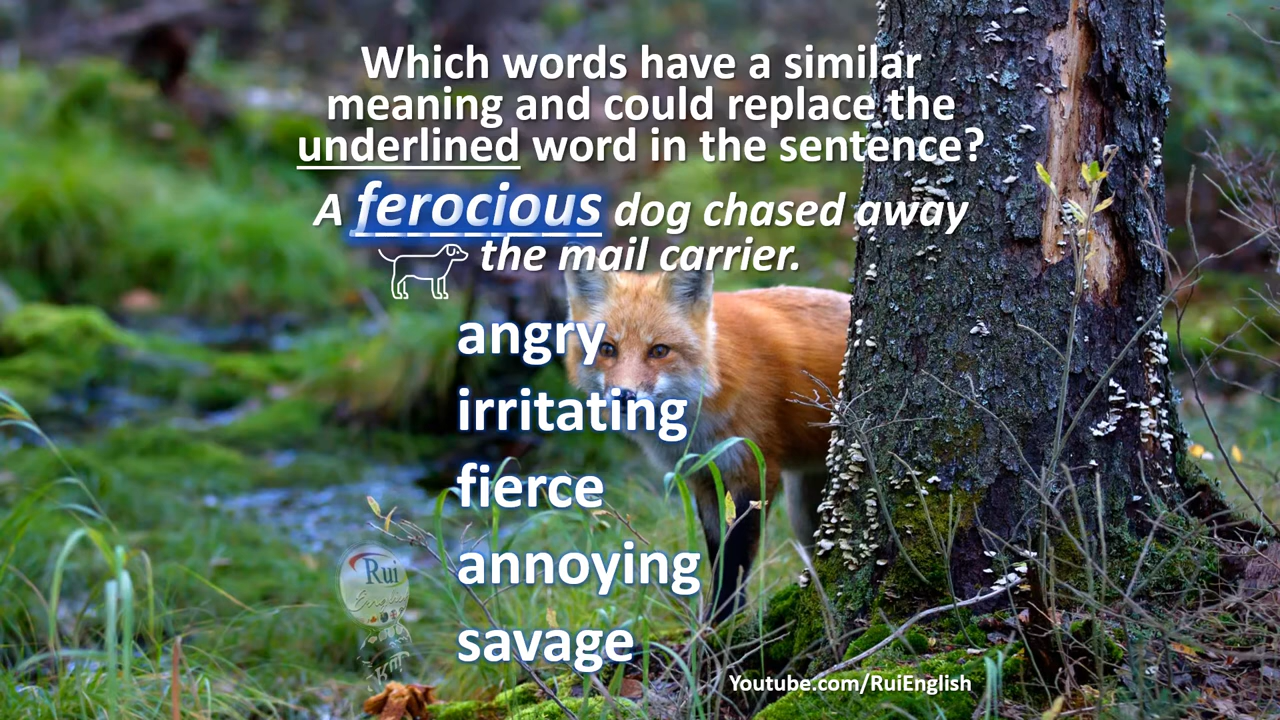 Which words have a similar
meaning and could replace the
underlined word in the sentence?
A ferocious dog chased away
the mail carrier.
angry
irritating
fierce
annoying
savage
Rui
English
Youtube.com/RuiEnglish